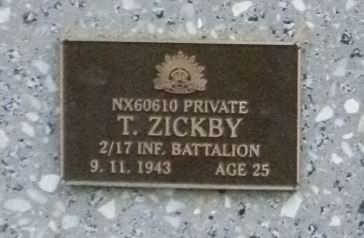 NX60610 PRIVATE
T. ZICKBY
2/17 INF. BATTALION
9. 11. 1943 AGE 25